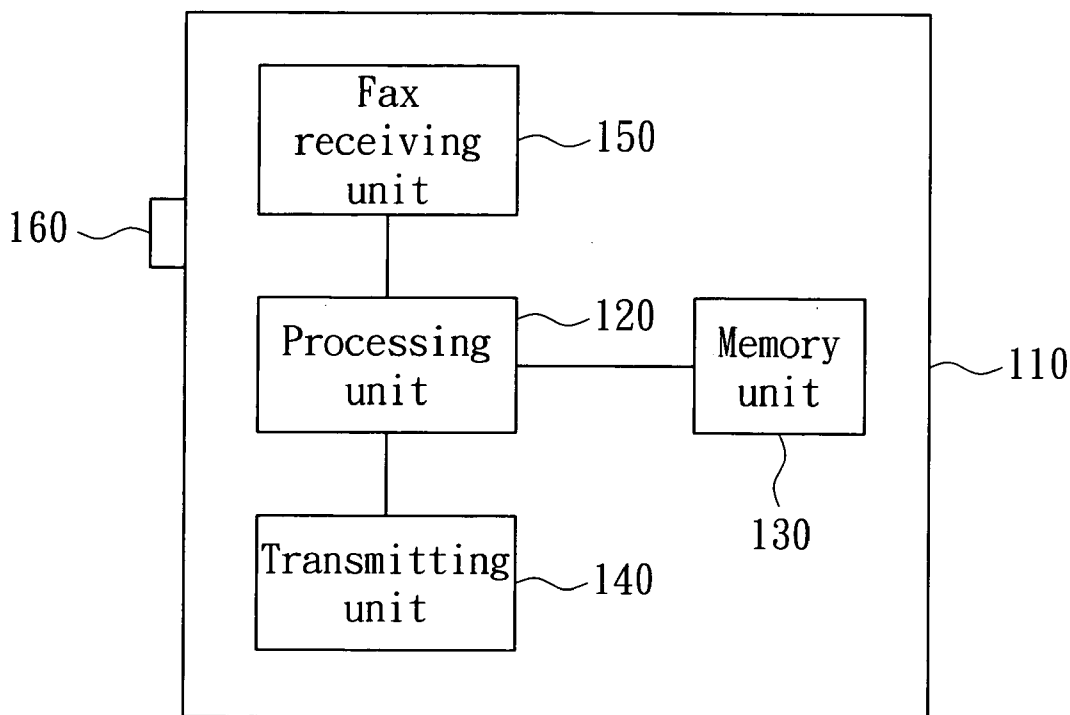 Fax
receiving
unit
150
160
Processing
unit
120
Memory
unit
110
130
Transmitting
unit
140